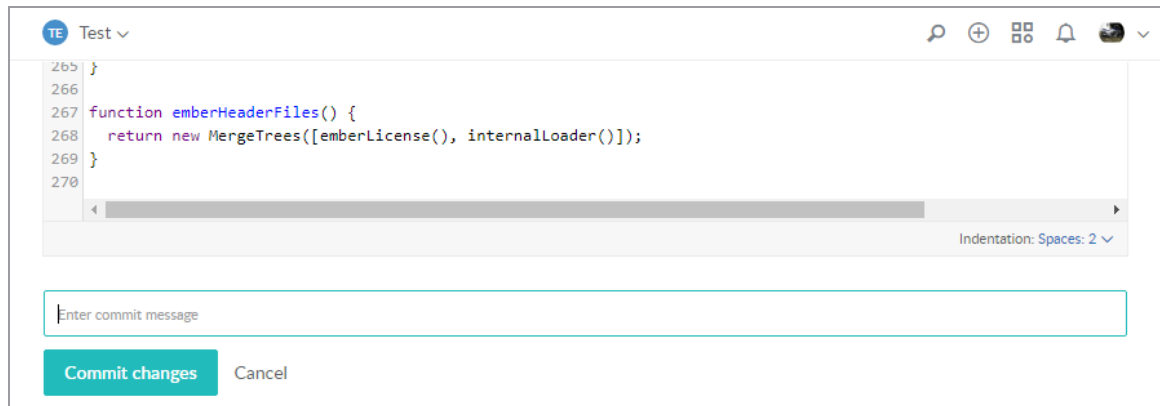 TE Test
265 }
266
267 function emberHeaderFiles() {
268   return new MergeTrees([emberLicense(), internalLoader()]);
269 }
270
Indentation: Spaces: 2
Enter commit message
Commit changes Cancel